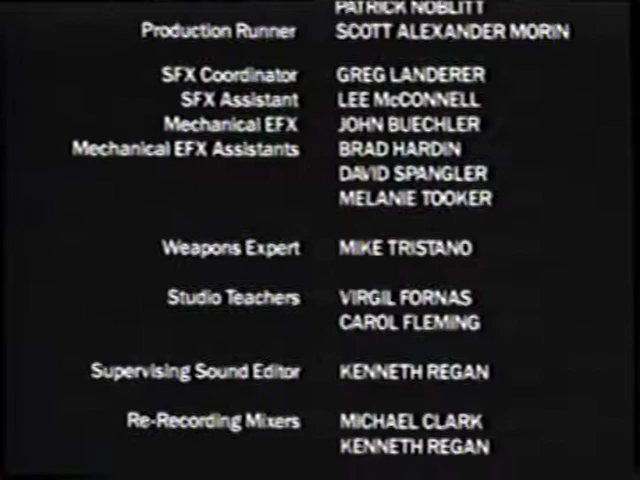 PATRICK NOBLITT
Production Runner SCOTT ALEXANDER MORIN
SFX Coordinator GREG LANDERER
SFX Assistant LEE McCONNELL
Mechanical EFX JOHN BUECHLER
Mechanical EFX Assistants BRAD HARDIN
DAVID SPANGLER
MELANIE TOOKER
Weapons Expert MIKE TRISTANO
Studio Teachers VIRGIL FORNAS
CAROL FLEMING
Supervising Sound Editor KENNETH REGAN
Re-Recording Mixers MICHAEL CLARK
KENNETH REGAN